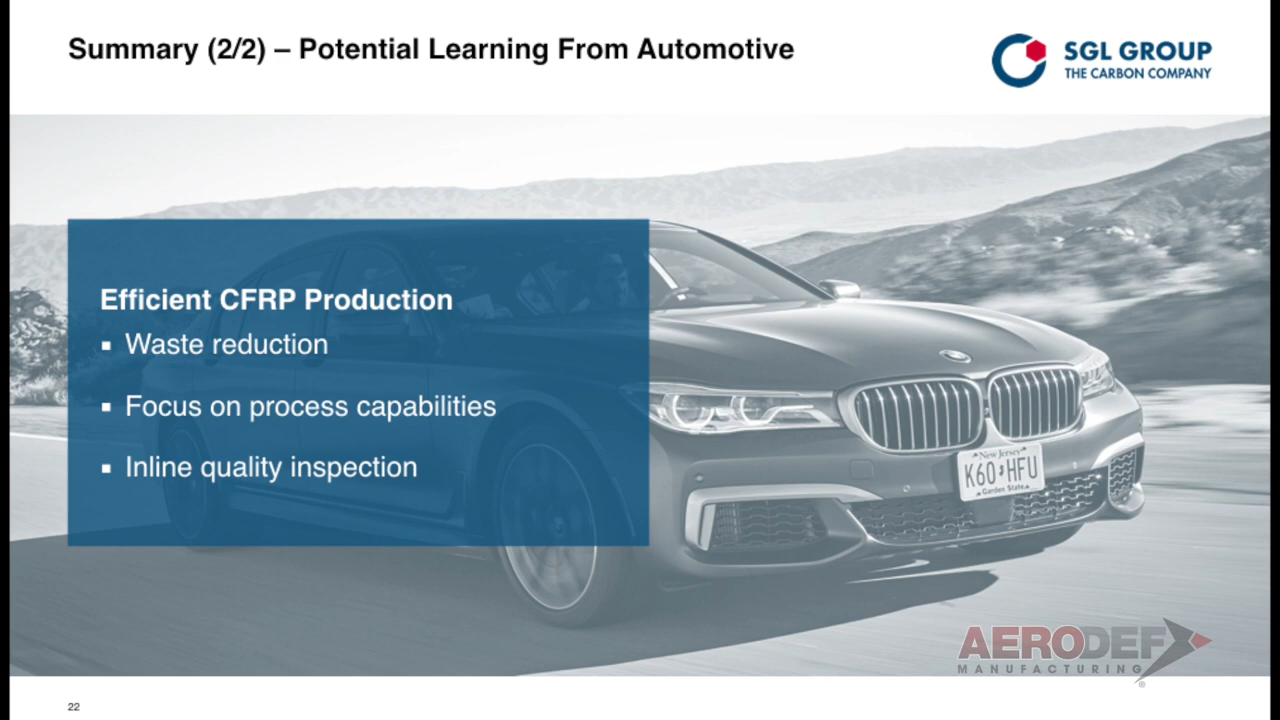 Summary (2/2) – Potential Learning From Automotive
SGL GROUP
THE CARBON COMPANY
Efficient CFRP Production
▪ Waste reduction
▪ Focus on process capabilities
▪ Inline quality inspection
New Jersey
K60 HFU
Garden State
AERODEF
MANUFACTURING
®
22